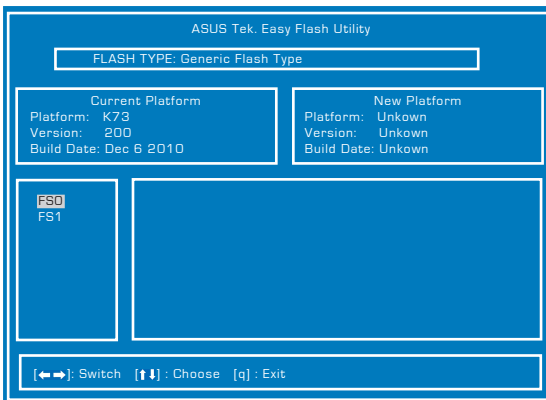 ASUS Tek. Easy Flash Utility
FLASH TYPE: Generic Flash Type
Current Platform
Platform: K73
Version: 200
Build Date: Dec 6 2010
New Platform
Platform: Unkown
Version: Unkown
Build Date: Unkown
FS0
FS1
[←→]: Switch [↑↓] : Choose [q] : Exit